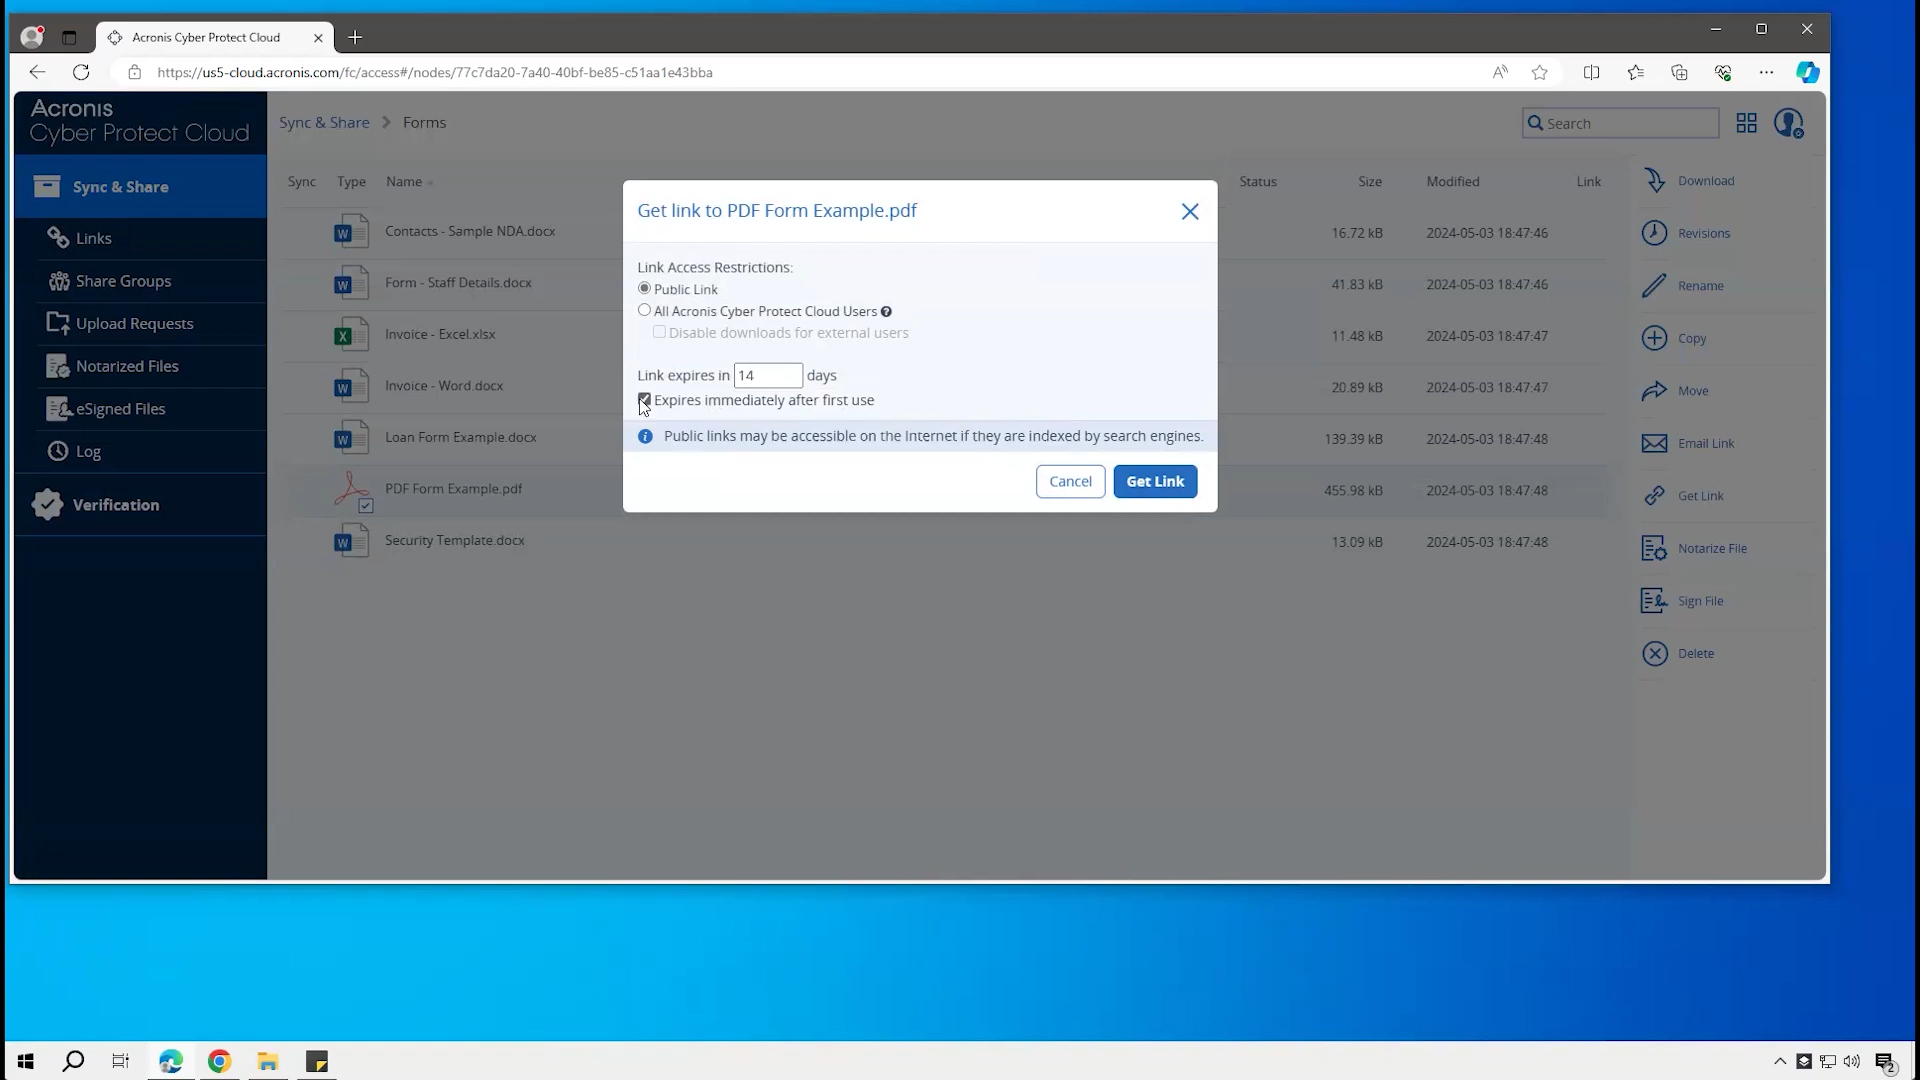 Acronis Cyber Protect Cloud
https://us5-cloud.acronis.com/fc/access#/nodes/77c7da20-7a40-40bf-be85-c51aa1e43bba
Acronis
Cyber Protect Cloud
Sync & Share
Links
Share Groups
Upload Requests
Notarized Files
eSigned Files
Log
Verification
Sync & Share > Forms
Search
Sync Type Name Status Size Modified Link
Contacts - Sample NDA.docx 16.72 kB 2024-05-03 18:47:46
Form - Staff Details.docx 41.83 kB 2024-05-03 18:47:46
Invoice - Excel.xlsx 11.48 kB 2024-05-03 18:47:47
Invoice - Word.docx 20.89 kB 2024-05-03 18:47:47
Loan Form Example.docx 139.39 kB 2024-05-03 18:47:48
PDF Form Example.pdf 455.98 kB 2024-05-03 18:47:48
Security Template.docx 13.09 kB 2024-05-03 18:47:48
Get link to PDF Form Example.pdf
Link Access Restrictions:
Public Link
All Acronis Cyber Protect Cloud Users
Disable downloads for external users
Link expires in 14 days
Expires immediately after first use
Public links may be accessible on the Internet if they are indexed by search engines.
Cancel Get Link
Download
Revisions
Rename
Copy
Move
Email Link
Get Link
Notarize File
Sign File
Delete
2